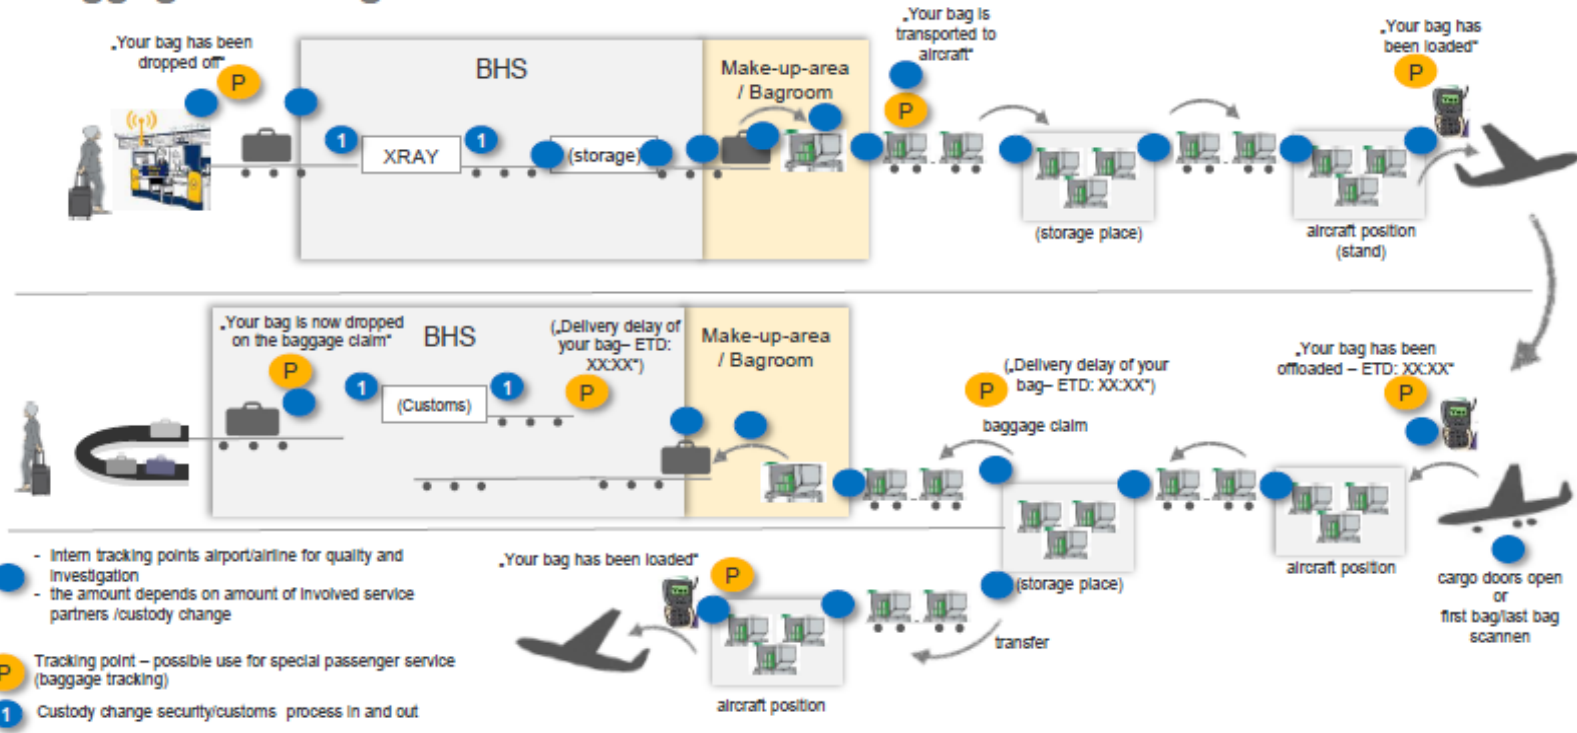 „Your bag has been
dropped off“
P
BHS
1
XRAY
1
(storage)
Make-up-area
/ Bagroom
„Your bag is
transported to
aircraft“
P
(storage place)
aircraft position
(stand)
„Your bag has
been loaded“
P
„Your bag is now dropped
on the baggage claim“
P
BHS
1
(Customs)
1
(„Delivery delay of
your bag– ETD:
XX:XX“)
P
Make-up-area
/ Bagroom
(„Delivery delay of your
bag– ETD: XX:XX“)
P
baggage claim
„Your bag has been
offloaded – ETD: XX:XX“
P
(storage place)
aircraft position
cargo doors open
or
first bag/last bag
scannen
transfer
„Your bag has been loaded“
P
aircraft position
- Intern tracking points airport/airline for quality and
investigation
- the amount depends on amount of involved service
partners /custody change
P
Tracking point – possible use for special passenger service
(baggage tracking)
1
Custody change security/customs process in and out